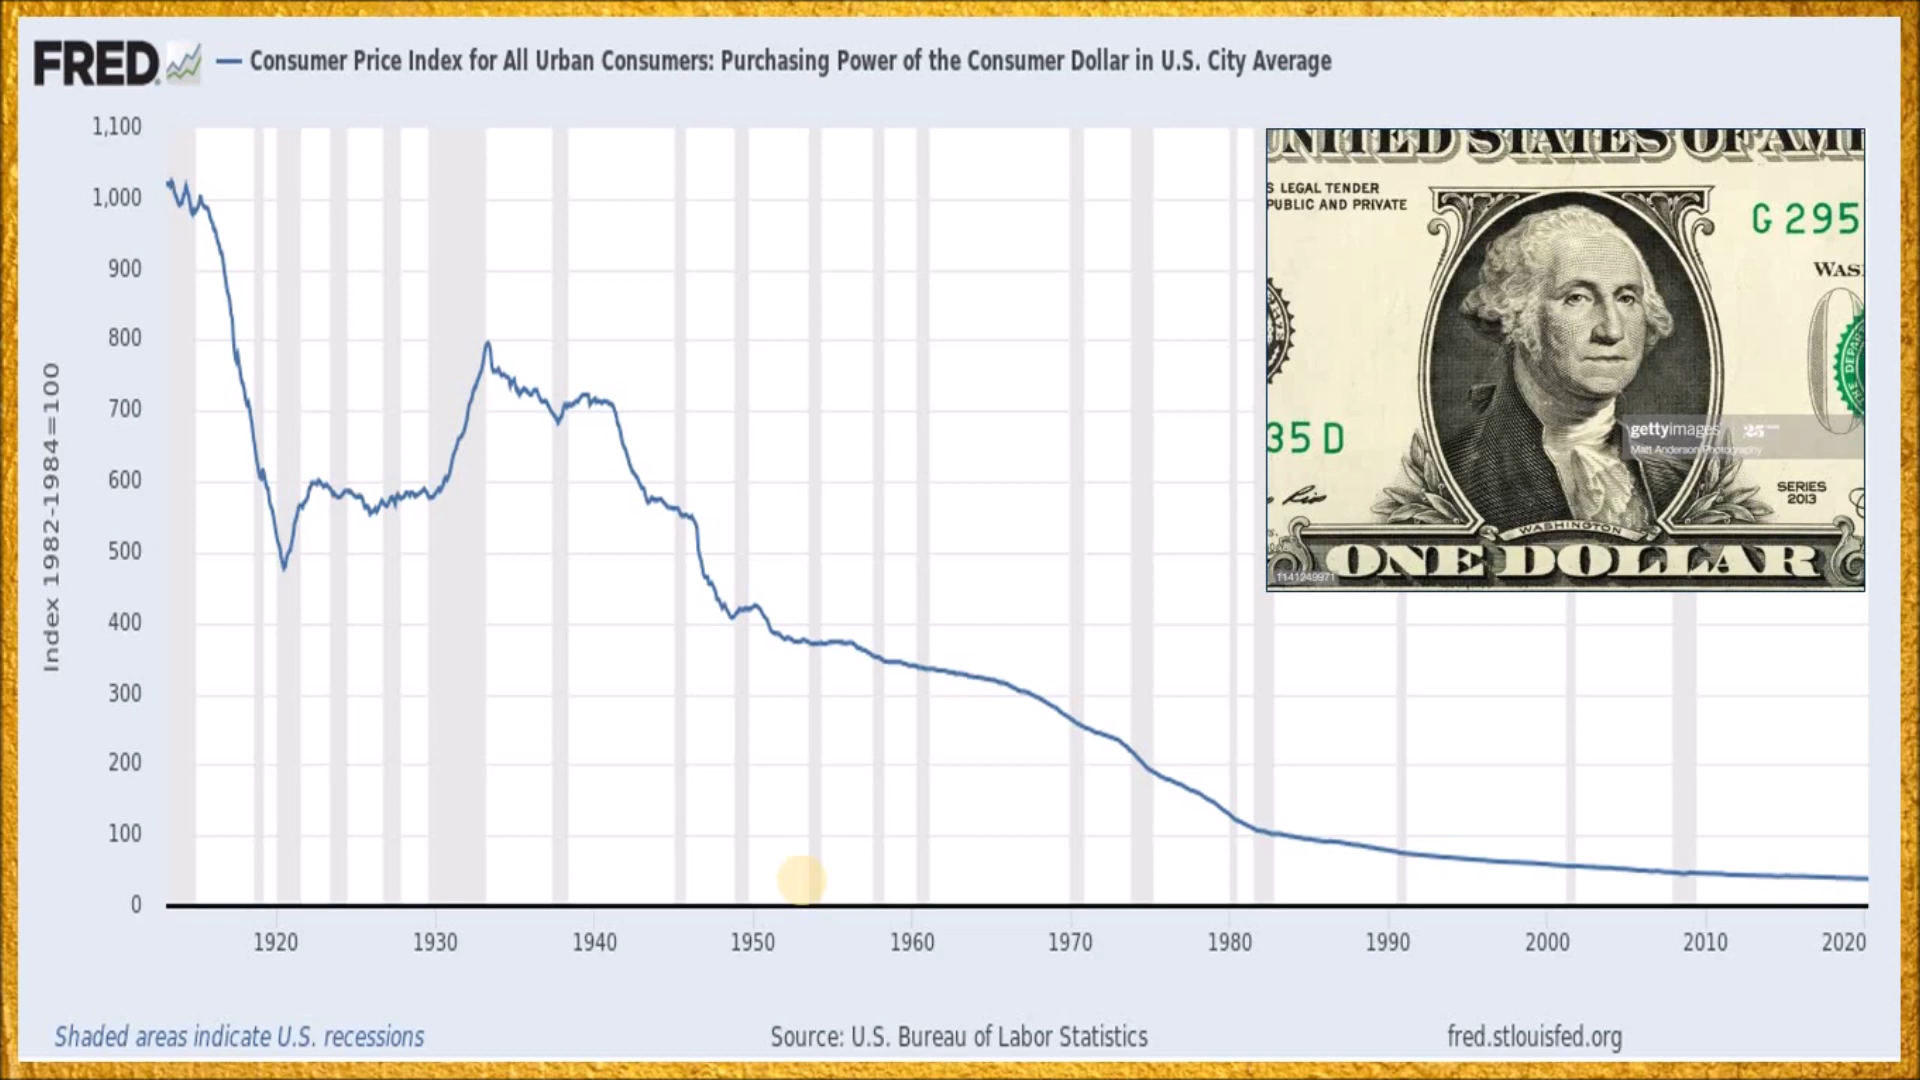 FRED
Consumer Price Index for All Urban Consumers: Purchasing Power of the Consumer Dollar in U.S. City Average
1,100
1,000
900
800
700
600
500
400
300
200
100
0
Index 1982-1984=100
1920 1930 1940 1950 1960 1970 1980 1990 2000 2010 2020
NITED STATES OF AM
S LEGAL TENDER
PUBLIC AND PRIVATE
G 295
WAS
THE DEPAR
35 D
gettyimages
Matt Anderson Photography
SERIES
2013
WASHINGTON
ONE DOLLAR
1141249971
Shaded areas indicate U.S. recessions
Source: U.S. Bureau of Labor Statistics
fred.stlouisfed.org